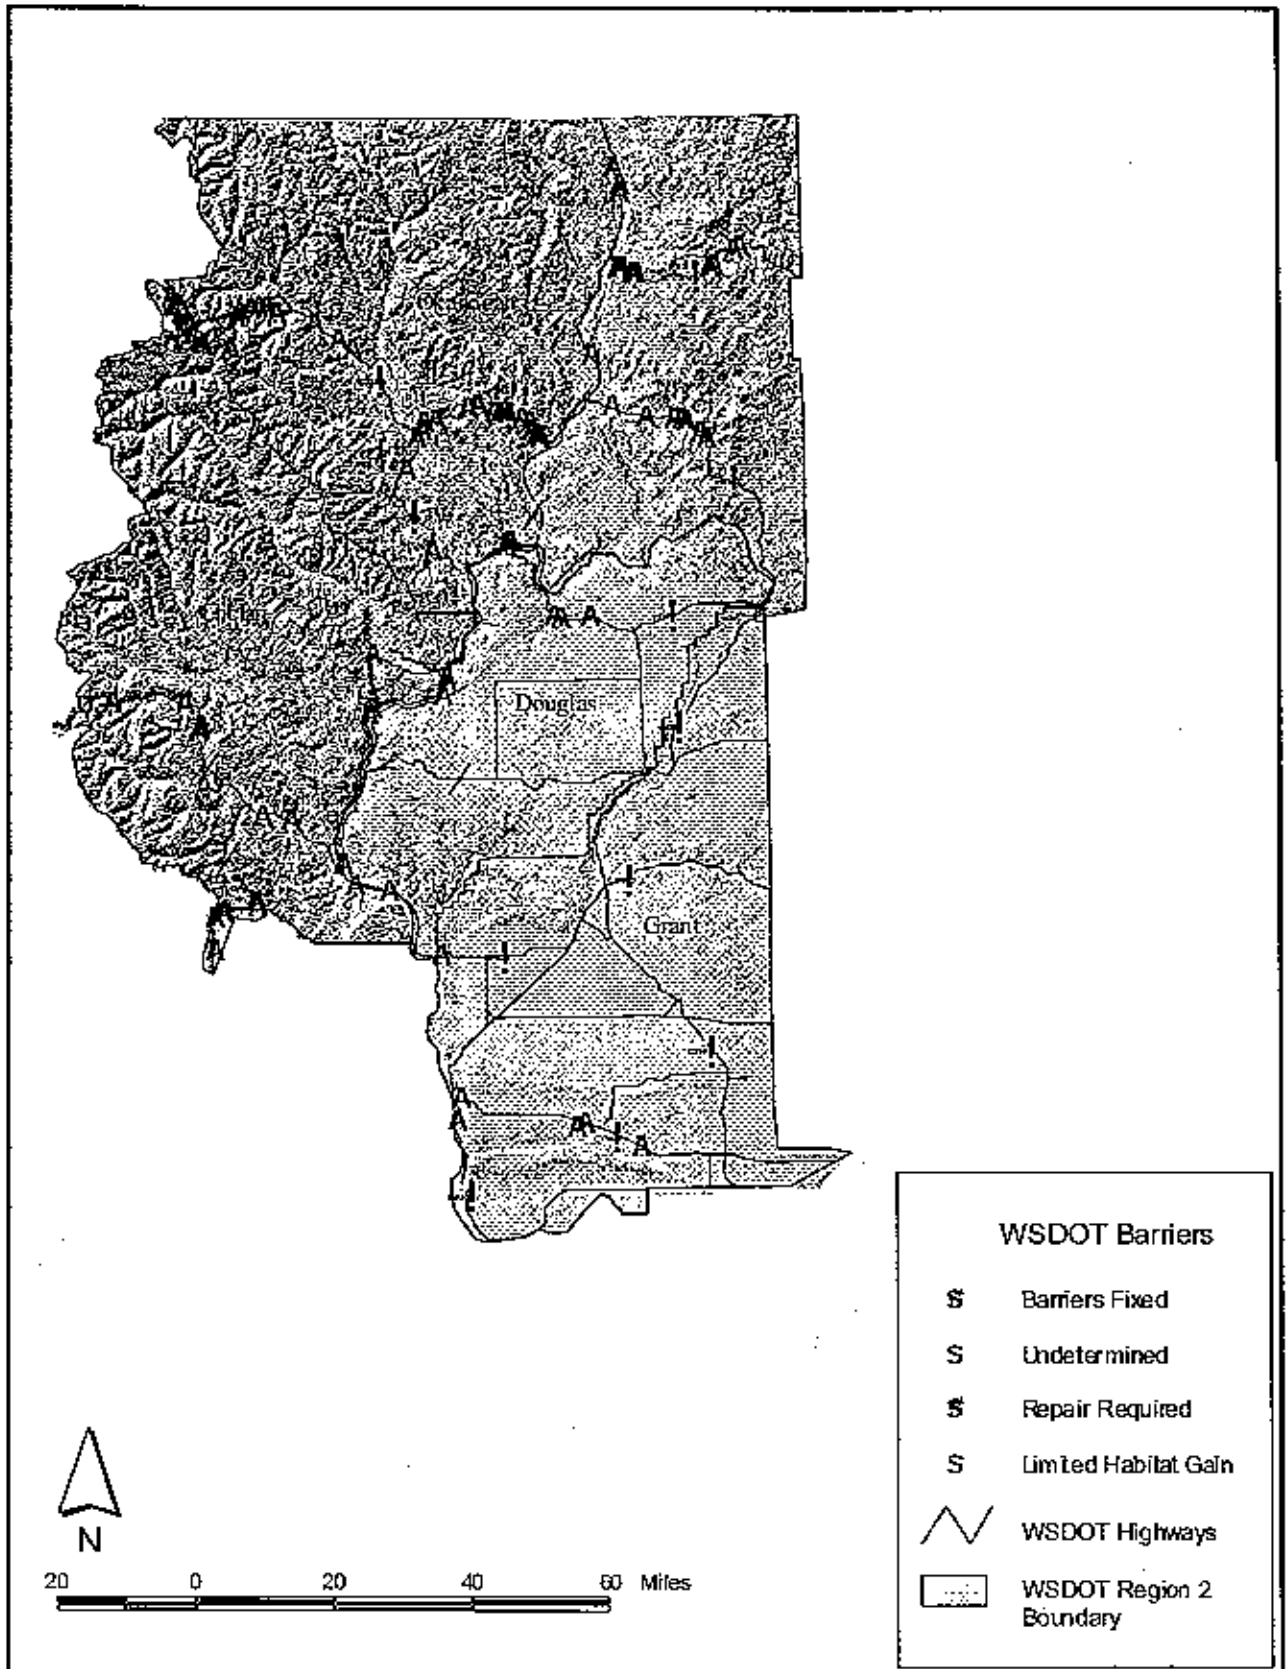 Douglas
Grant
WSDOT Barriers
S Barriers Fixed
S Undetermined
S Repair Required
S Limited Habitat Gain
WSDOT Highways
WSDOT Region 2
Boundary
N
20 0 20 40 60 Miles